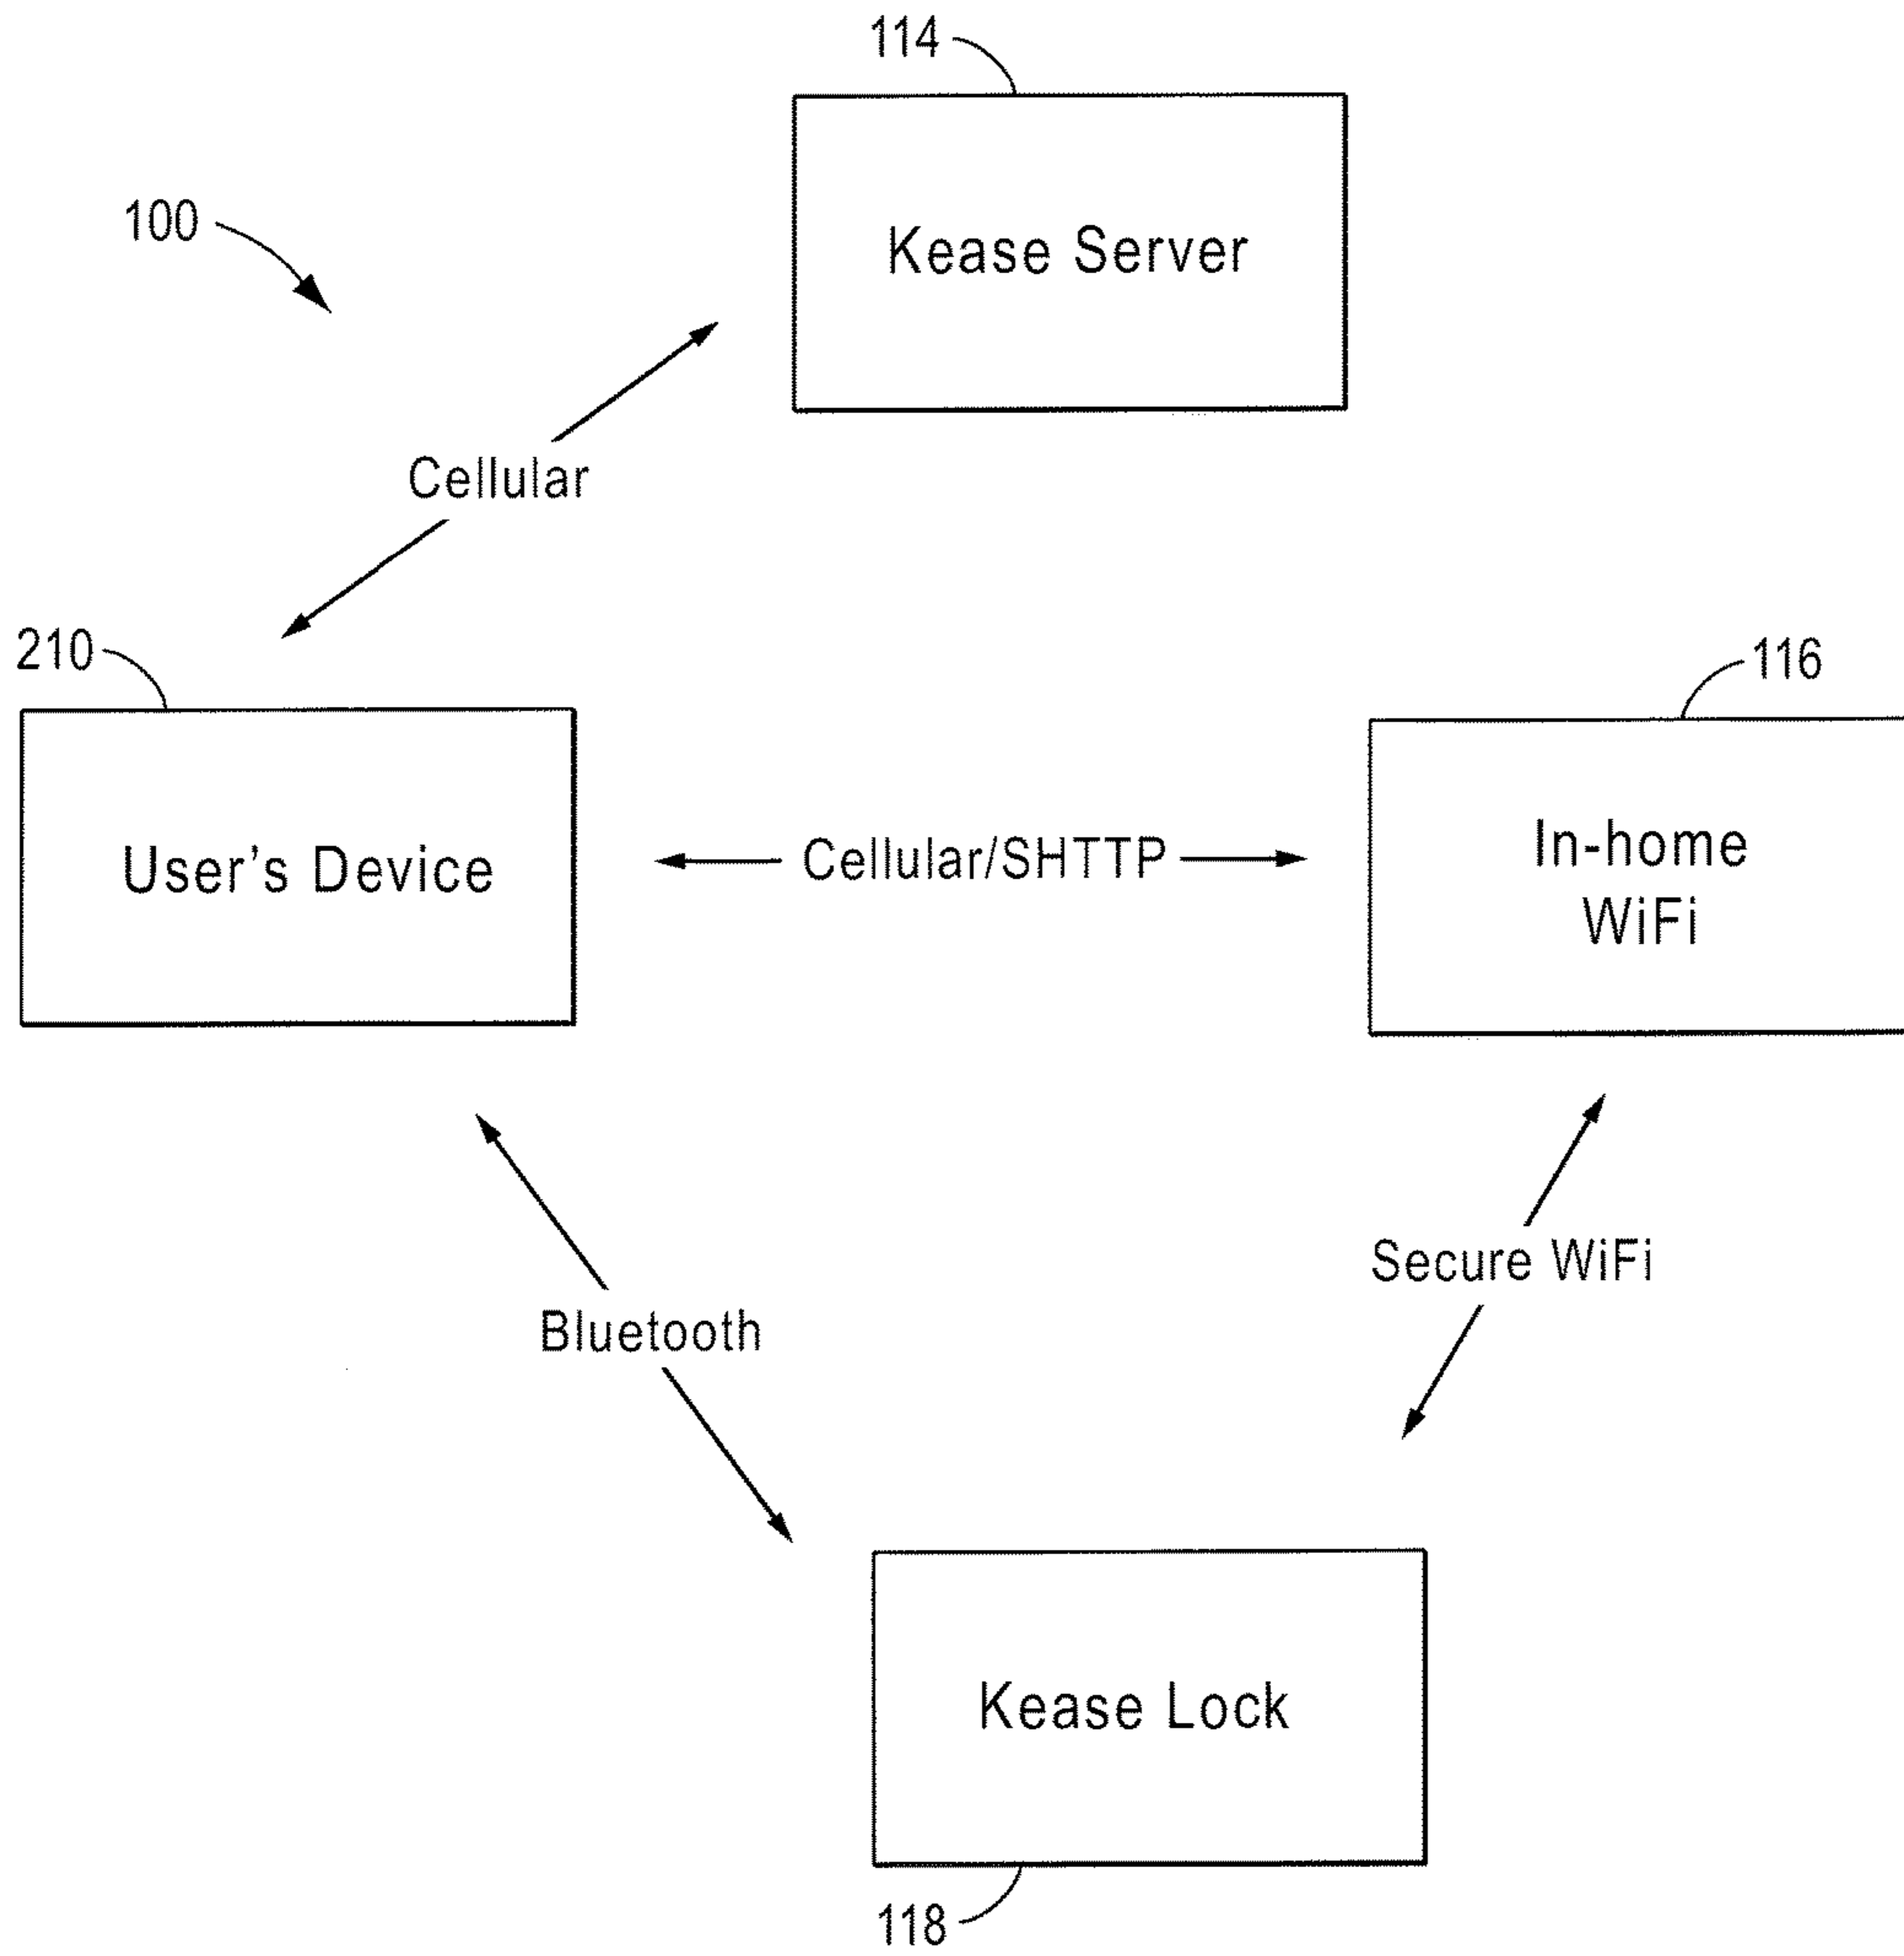 114
100
Kease Server
Cellular
210
116
User's Device
Cellular/SHTTP
In-home
WiFi
Secure WiFi
Bluetooth
Kease Lock
118